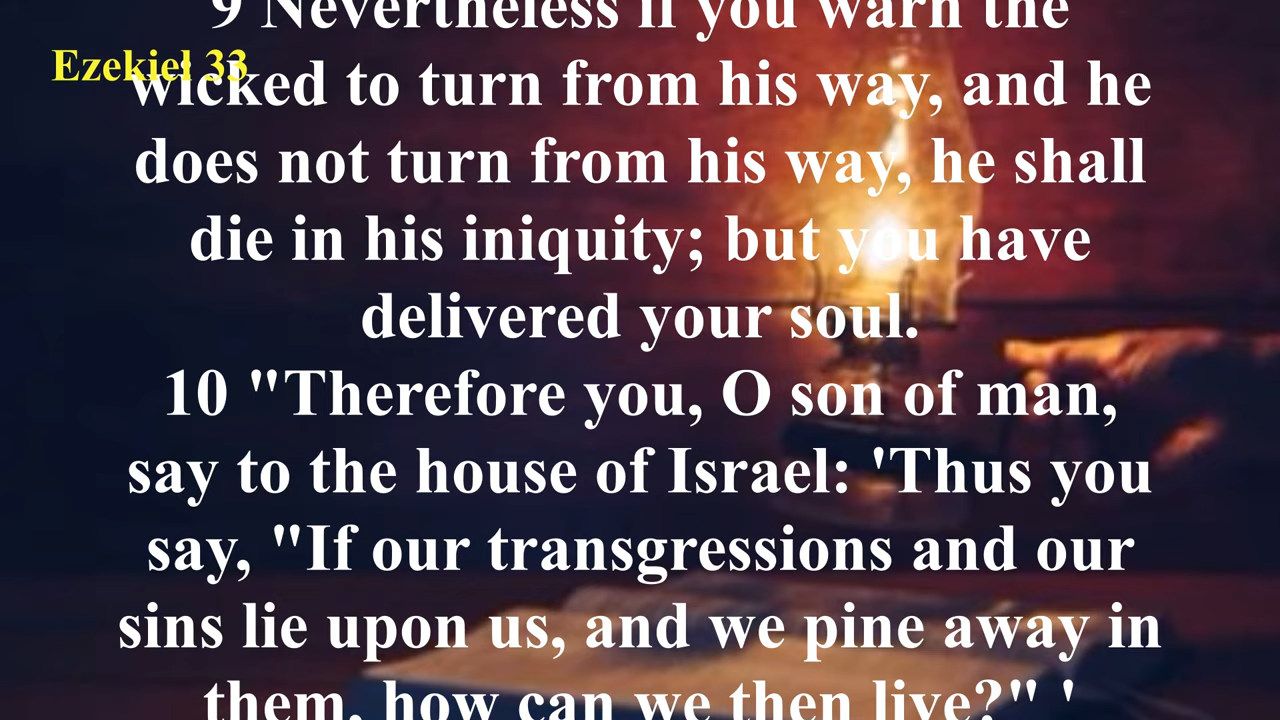 9 Nevertheless if you warn the
Ezekiel 33
wicked to turn from his way, and he
does not turn from his way, he shall
die in his iniquity; but you have
delivered your soul.
10 "Therefore you, O son of man,
say to the house of Israel: 'Thus you
say, "If our transgressions and our
sins lie upon us, and we pine away in
them, how can we then live?" '